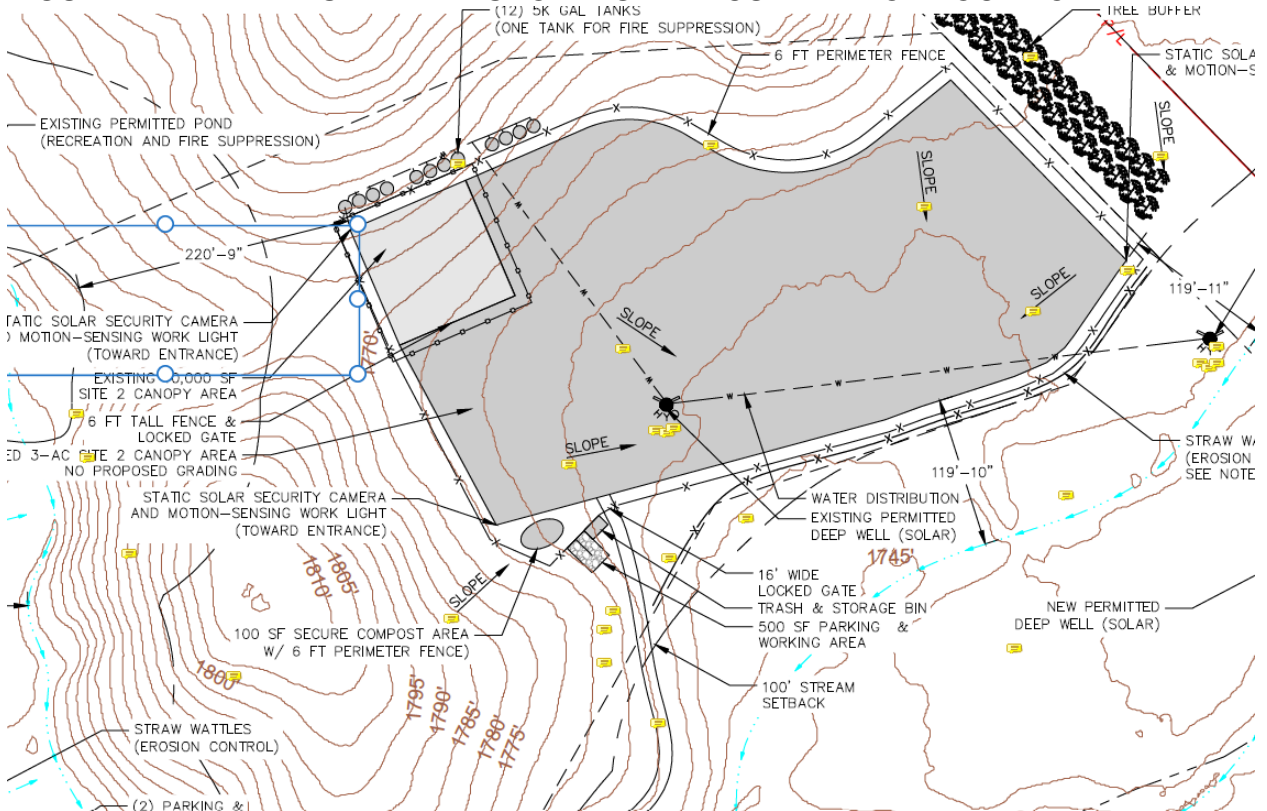 (12) 5K GAL TANKS
(ONE TANK FOR FIRE SUPPRESSION)
TREE BUFFER
6 FT PERIMETER FENCE
STATIC SOLA
& MOTION-S
EXISTING PERMITTED POND
(RECREATION AND FIRE SUPPRESSION)
SLOPE
SLOPE
220'-9"
119'-11"
SLOPE
SLOPE
TATIC SOLAR SECURITY CAMERA
MOTION-SENSING WORK LIGHT
(TOWARD ENTRANCE)
1770'
EXISTING 0,000 SF
SITE 2 CANOPY AREA
6 FT TALL FENCE &
LOCKED GATE
ED 3-AC SITE 2 CANOPY AREA
NO PROPOSED GRADING
HYD
HYD
W
W
W
M
M
M
SLOPE
STRAW WA
(EROSION
SEE NOTE
119'-10"
STATIC SOLAR SECURITY CAMERA
AND MOTION-SENSING WORK LIGHT
(TOWARD ENTRANCE)
WATER DISTRIBUTION
EXISTING PERMITTED
DEEP WELL (SOLAR)
1745'
1805'
1810'
SLOPE
16' WIDE
LOCKED GATE
TRASH & STORAGE BIN
500 SF PARKING &
WORKING AREA
NEW PERMITTED
DEEP WELL (SOLAR)
100 SF SECURE COMPOST AREA
W/ 6 FT PERIMETER FENCE)
1800'
1795'
1790'
1785'
1780'
1775'
100' STREAM
SETBACK
STRAW WATTLES
(EROSION CONTROL)
(2) PARKING &